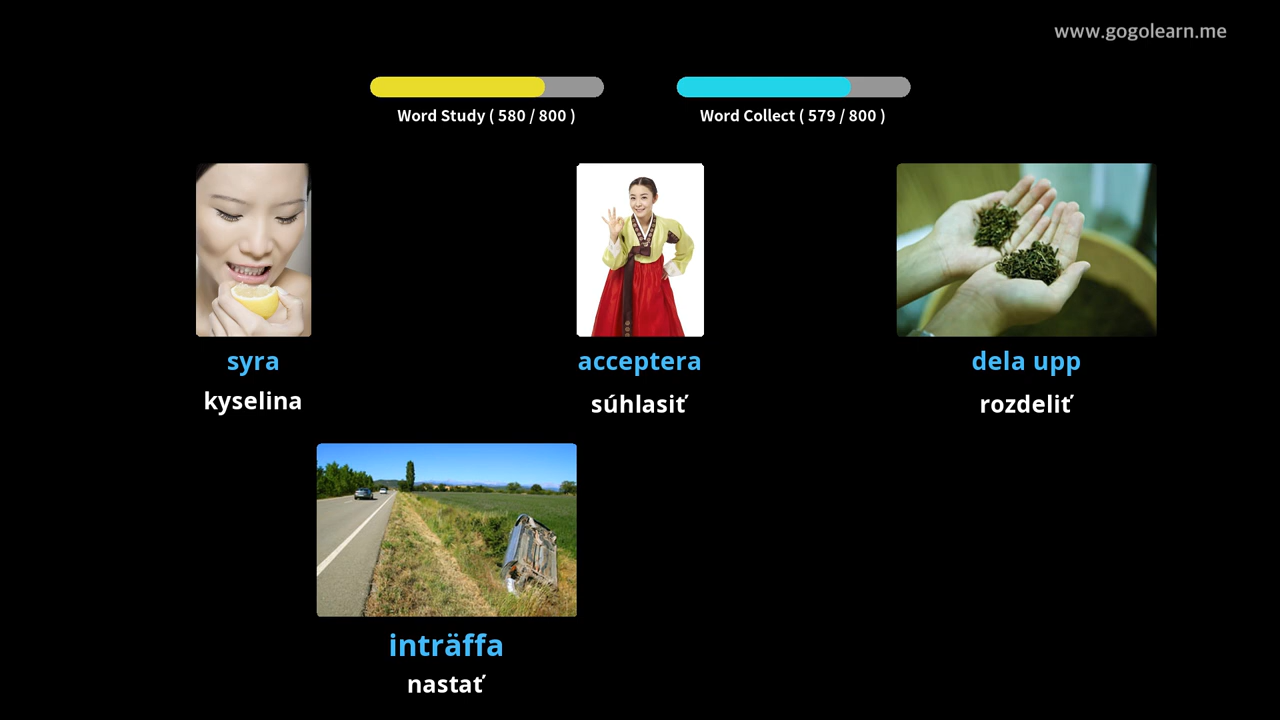 www.gogolearn.me
Word Study ( 580 / 800 )
Word Collect ( 579 / 800 )
syra
kyselina
acceptera
súhlasiť
dela upp
rozdeliť
inträffa
nastať